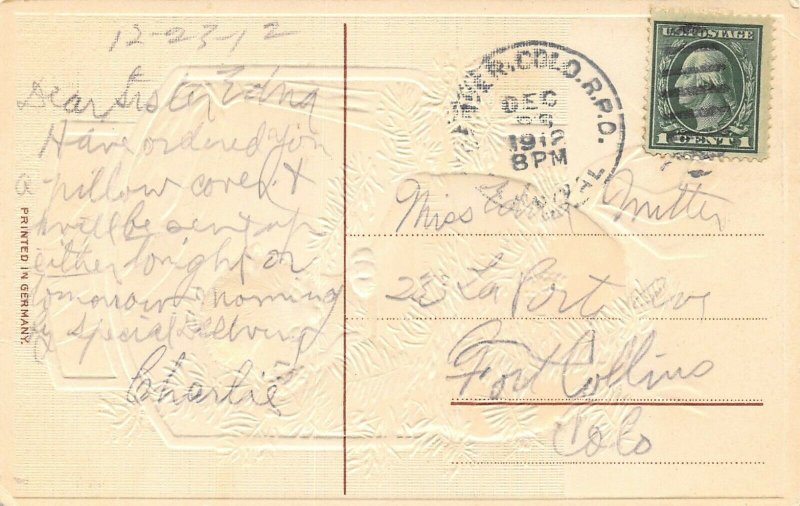 12-23-12
Dear Sister Edna
Have ordered you
a pillow cover &
it will be sent up
either tonight or
tomorrow morning
by Special Delivery
Charlie
PRINTED IN GERMANY.
COLO. R.P.O.
DEC
1912
8PM
U.S. POSTAGE
1 CENT 1
Miss Edna
La Porte Ave
Fort Collins
Colo